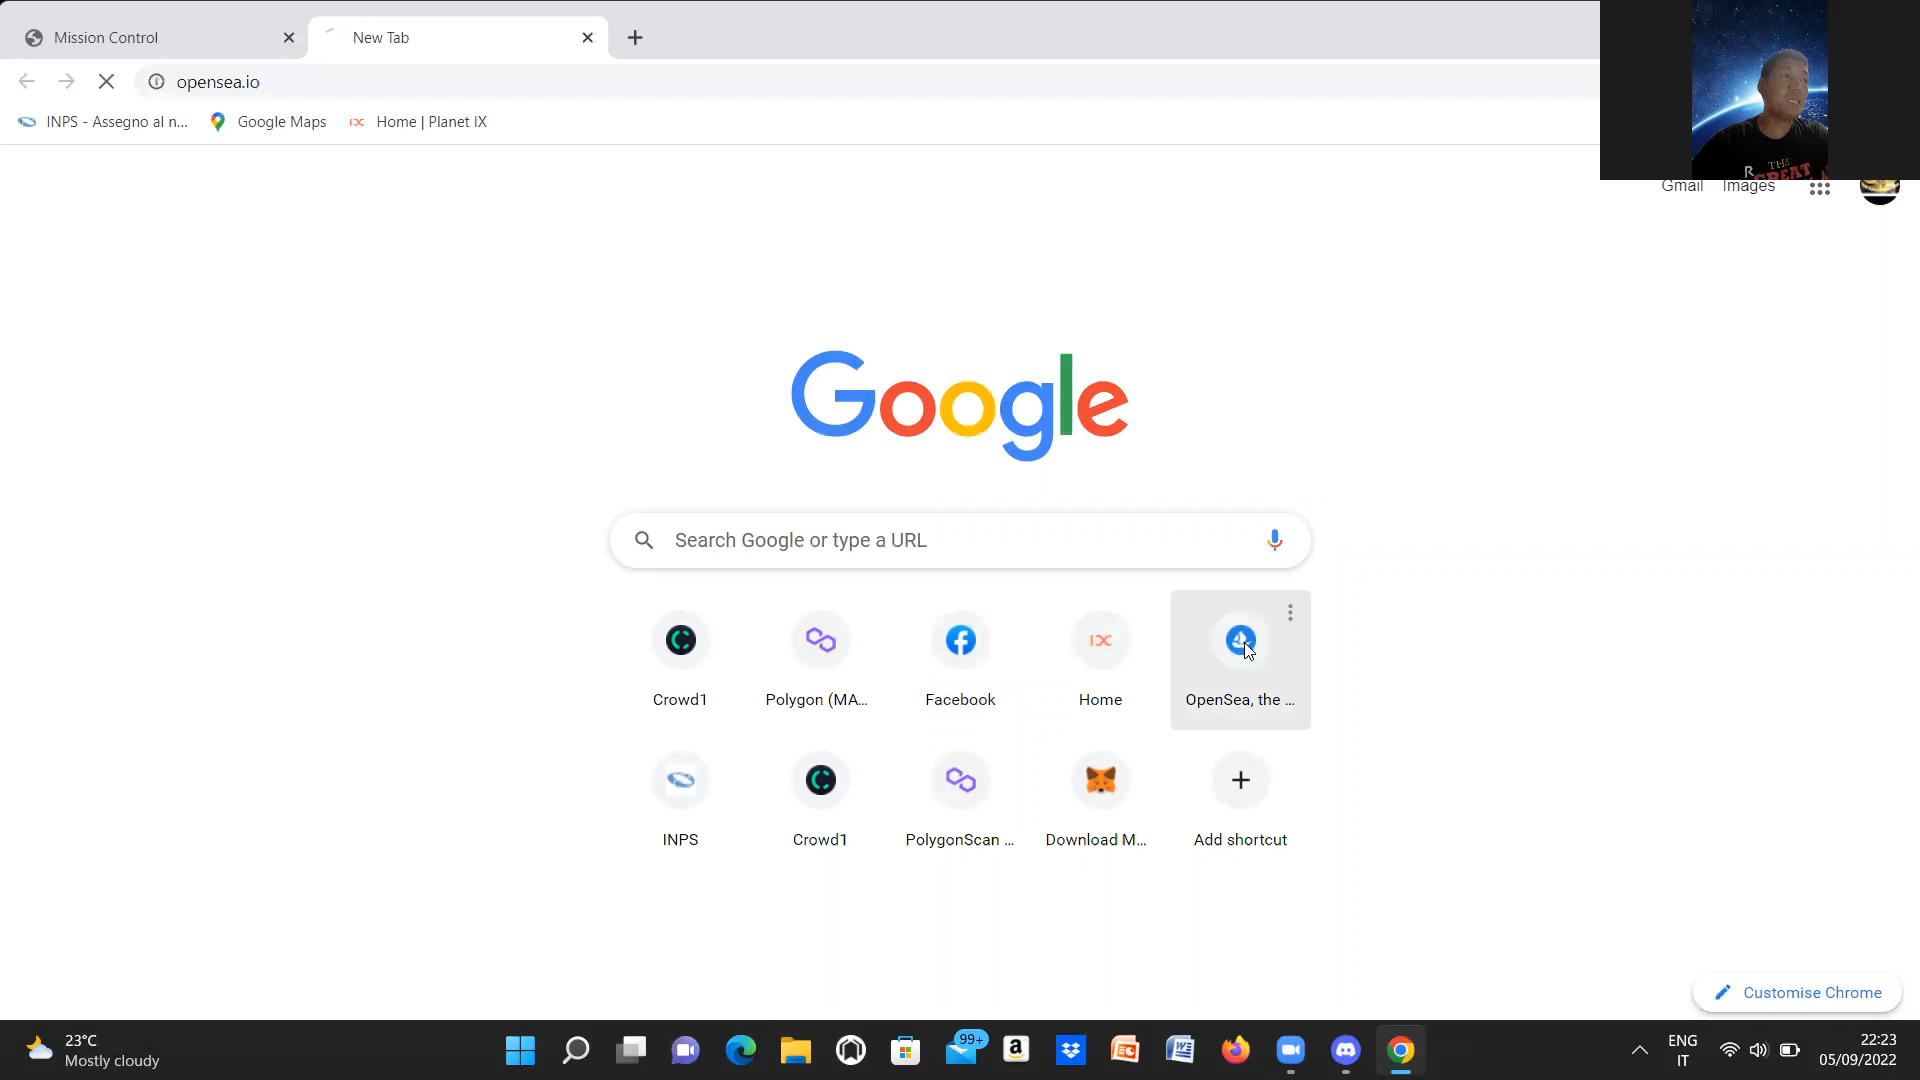 Mission Control
New Tab
opensea.io
INPS - Assegno al n...
Google Maps
Home | Planet IX
THE
GREAT
R
Gmail
Images
Google
Search Google or type a URL
Crowd1
Polygon (MA...
Facebook
Home
OpenSea, the ...
INPS
Crowd1
PolygonScan ...
Download M...
Add shortcut
Customise Chrome
23°C
Mostly cloudy
99+
ENG
IT
22:23
05/09/2022